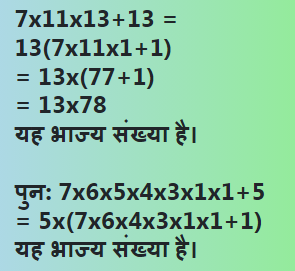 7x11x13+13 =
13(7x11x1+1)
= 13x(77+1)
= 13x78
यह भाज्य संख्या है।
पुन: 7x6x5x4x3x1x1+5
= 5x(7x6x4x3x1x1+1)
यह भाज्य संख्या है।